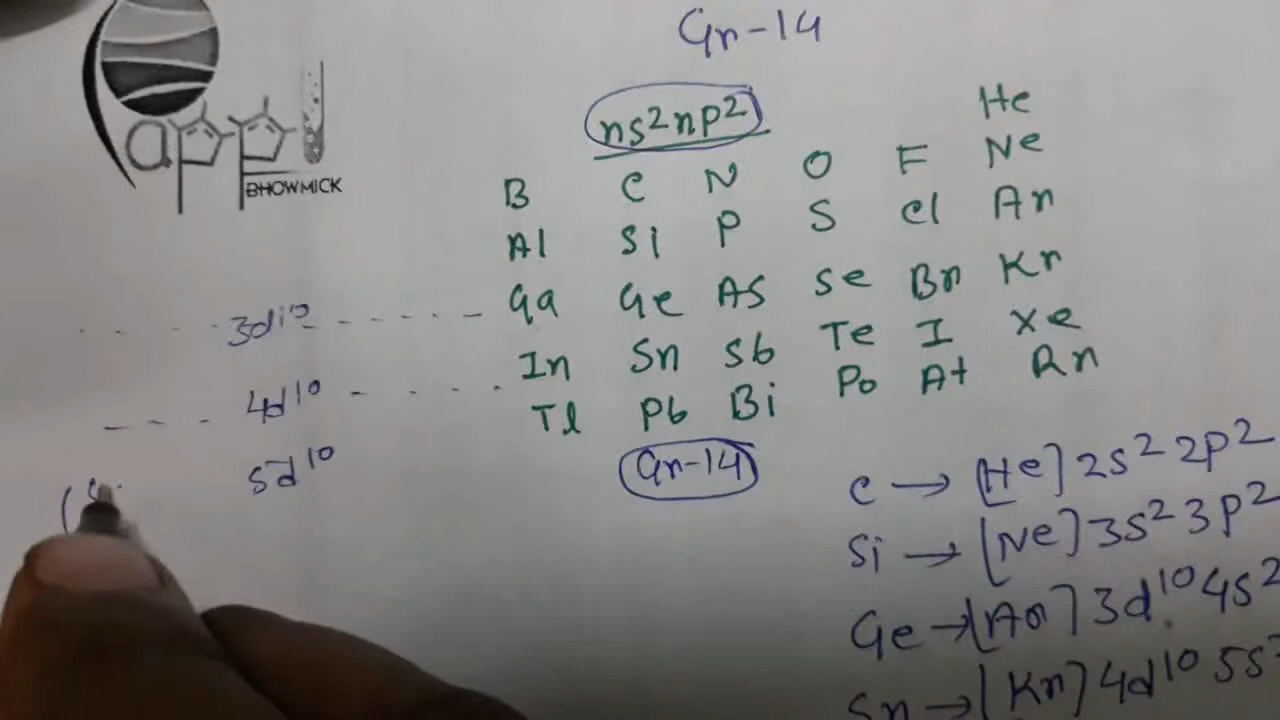 Gr-14
ns²np²
He
B C N O F Ne
Al Si P S Cl Ar
3d¹⁰ Ga Ge As Se Br Kr
4d¹⁰ In Sn Sb Te I Xe
Tl Pb Bi Po At Rn
5d¹⁰
Gr-14
C → [He] 2s² 2p²
Si → [Ne] 3s² 3p²
Ge → [Ar] 3d¹⁰ 4s²
Sn → [Kr] 4d¹⁰ 5s²
a
BHOWMICK